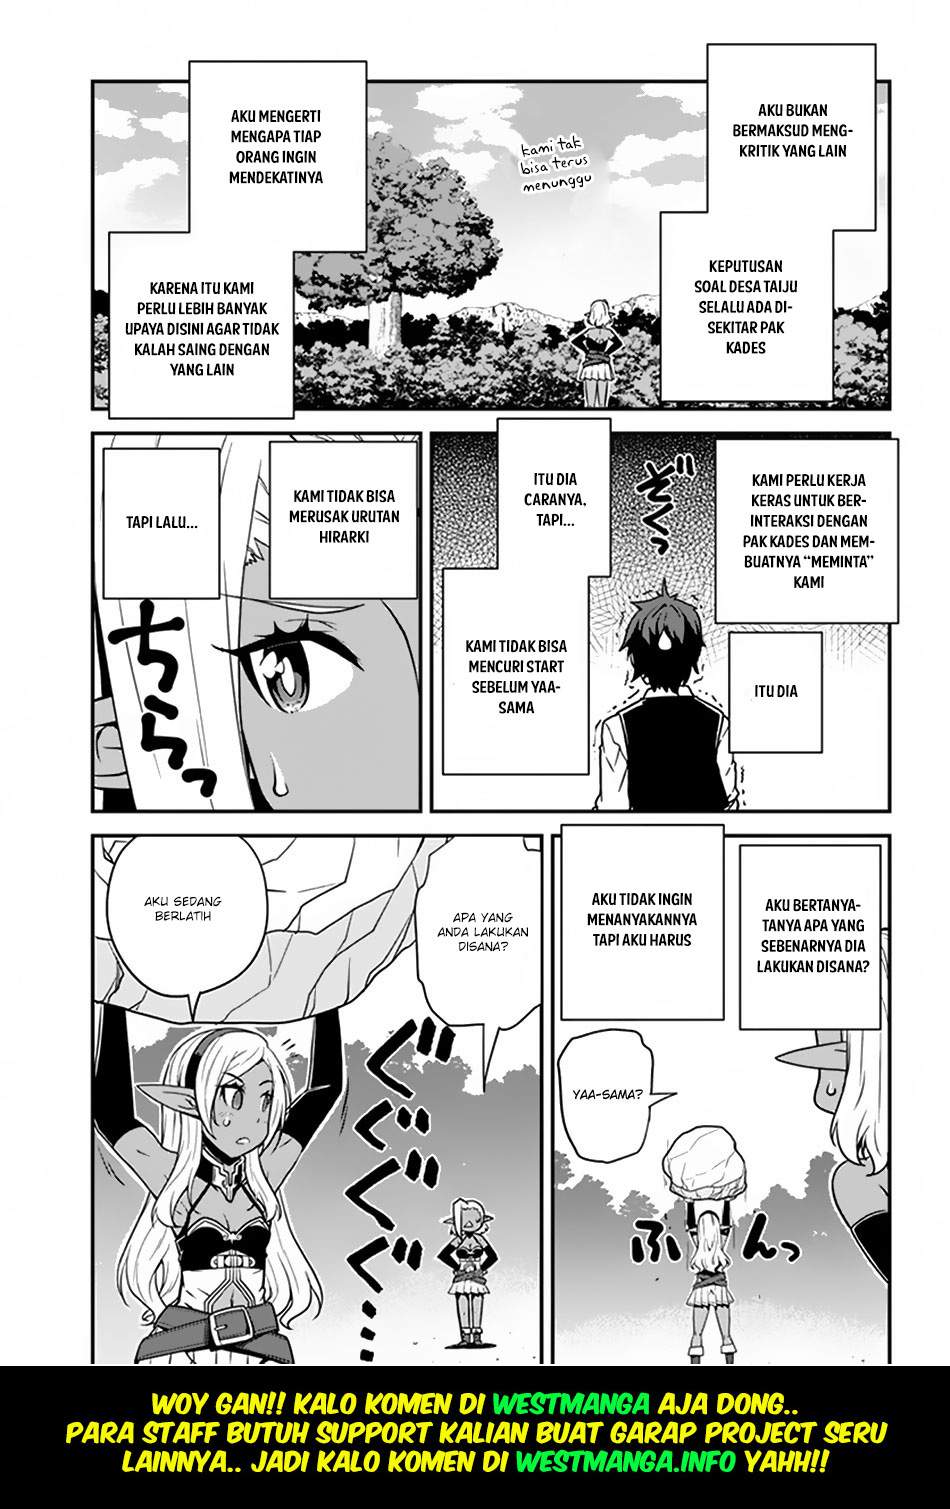 AKU BUKAN
BERMAKSUD MENG-
KRITIK YANG LAIN
KEPUTUSAN
SOAL DESA TAIJU
SELALU ADA DI-
SEKITAR PAK
KADES
kami tak
bisa terus
menunggu
AKU MENGERTI
MENGAPA TIAP
ORANG INGIN
MENDEKATINYA
KARENA ITU KAMI
PERLU LEBIH BANYAK
UPAYA DISINI AGAR TIDAK
KALAH SAING DENGAN
YANG LAIN
KAMI PERLU KERJA
KERAS UNTUK BER-
INTERAKSI DENGAN
PAK KADES DAN MEM-
BUATNYA “MEMINTA”
KAMI
ITU DIA
ぞくっ
ITU DIA
CARANYA,
TAPI...
KAMI TIDAK BISA
MENCURI START
SEBELUM YAA-
SAMA
KAMI TIDAK BISA
MERUSAK URUTAN
HIRARKI
TAPI LALU...
ちらっ
AKU BERTANYA-
TANYA APA YANG
SEBENARNYA DIA
LAKUKAN DISANA?
AKU TIDAK INGIN
MENANYAKANNYA
TAPI AKU HARUS
YAA-SAMA?
ふんっ
APA YANG
ANDA LAKUKAN
DISANA?
AKU SEDANG
BERLATIH
ぐぐぐ…
WOY GAN!! KALO KOMEN DI WESTMANGA AJA DONG..
PARA STAFF BUTUH SUPPORT KALIAN BUAT GARAP PROJECT SERU
LAINNYA.. JADI KALO KOMEN DI WESTMANGA.INFO YAHH!!